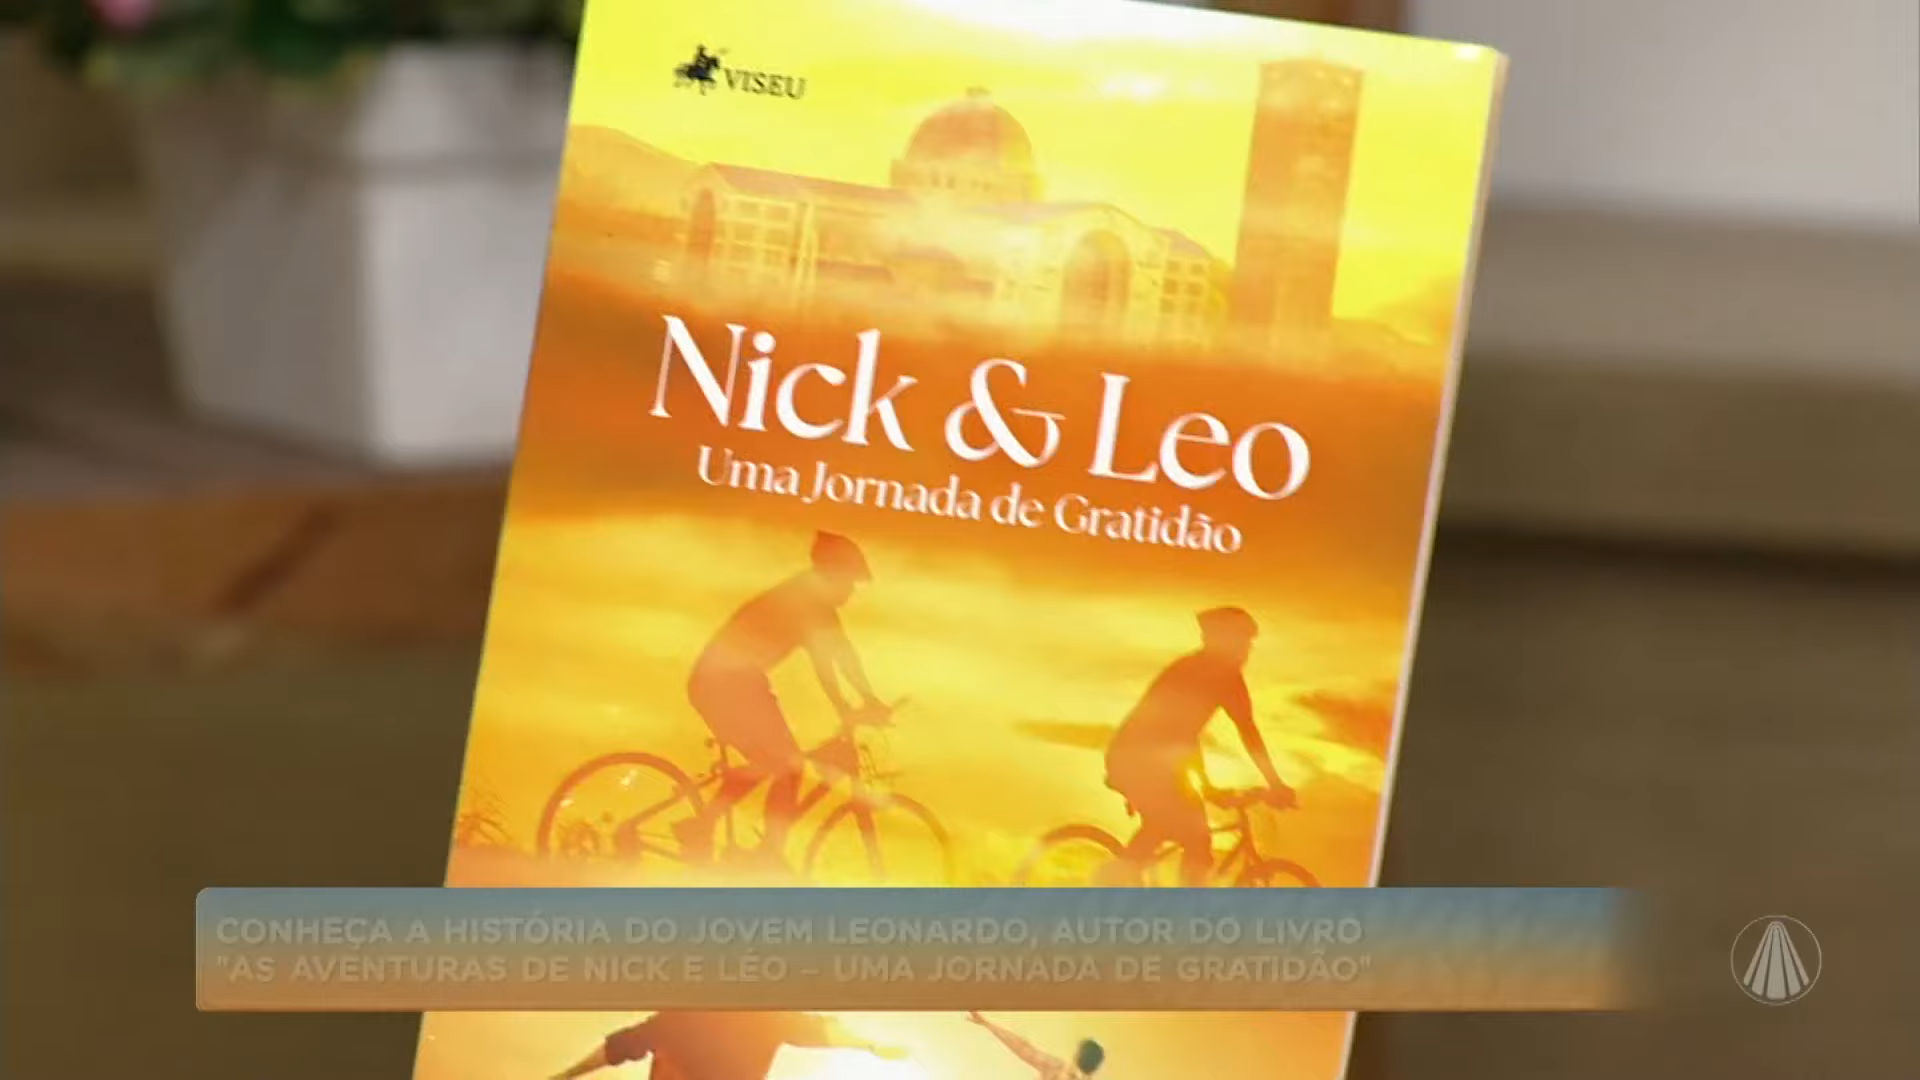 VISEU
Nick & Leo
Uma Jornada de Gratidão
CONHEÇA A HISTÓRIA DO JOVEM LEONARDO, AUTOR DO LIVRO
"AS AVENTURAS DE NICK E LÉO – UMA JORNADA DE GRATIDÃO"